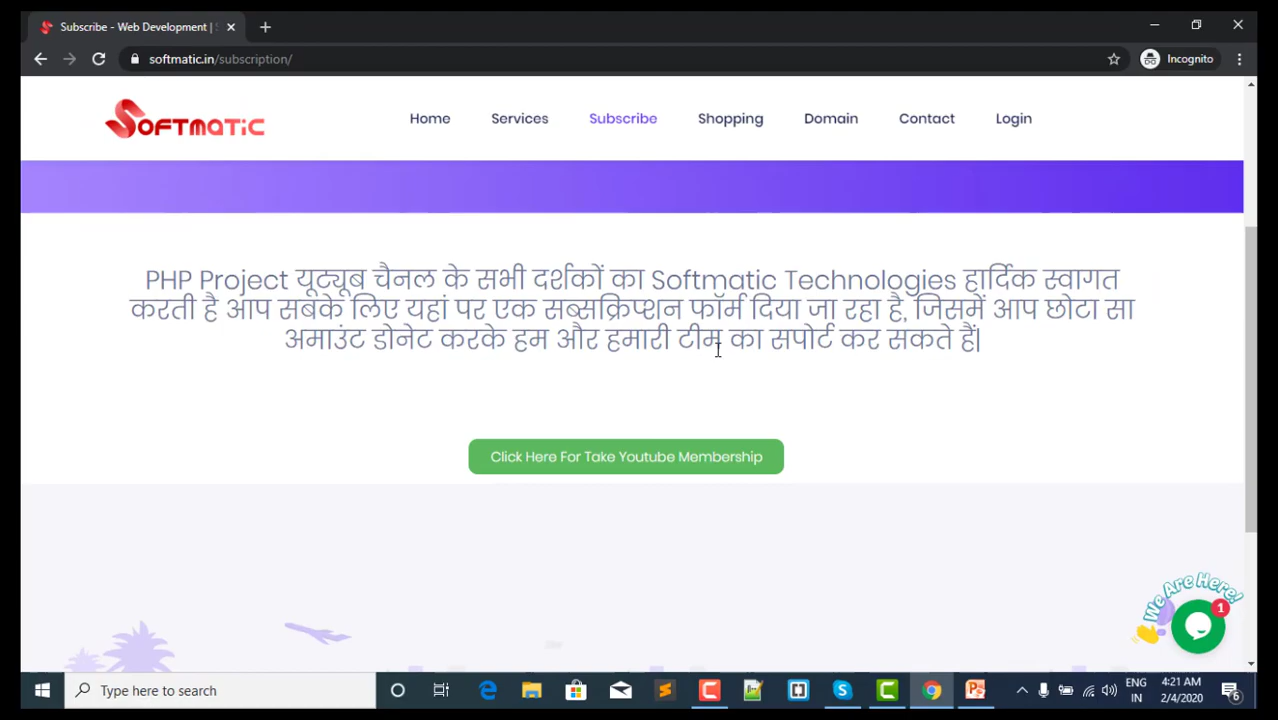 Subscribe - Web Development |
softmatic.in/subscription/
Incognito
SOFTMATIC
Home Services Subscribe Shopping Domain Contact Login
PHP Project यूट्यूब चैनल के सभी दर्शकों का Softmatic Technologies हार्दिक स्वागत
करती है आप सबके लिए यहां पर एक सब्सक्रिप्शन फॉर्म दिया जा रहा है, जिसमें आप छोटा सा
अमाउंट डोनेट करके हम और हमारी टीम का सपोर्ट कर सकते हैं|
Click Here For Take Youtube Membership
We Are Here!
1
Type here to search
ENG
IN
4:21 AM
2/4/2020
6